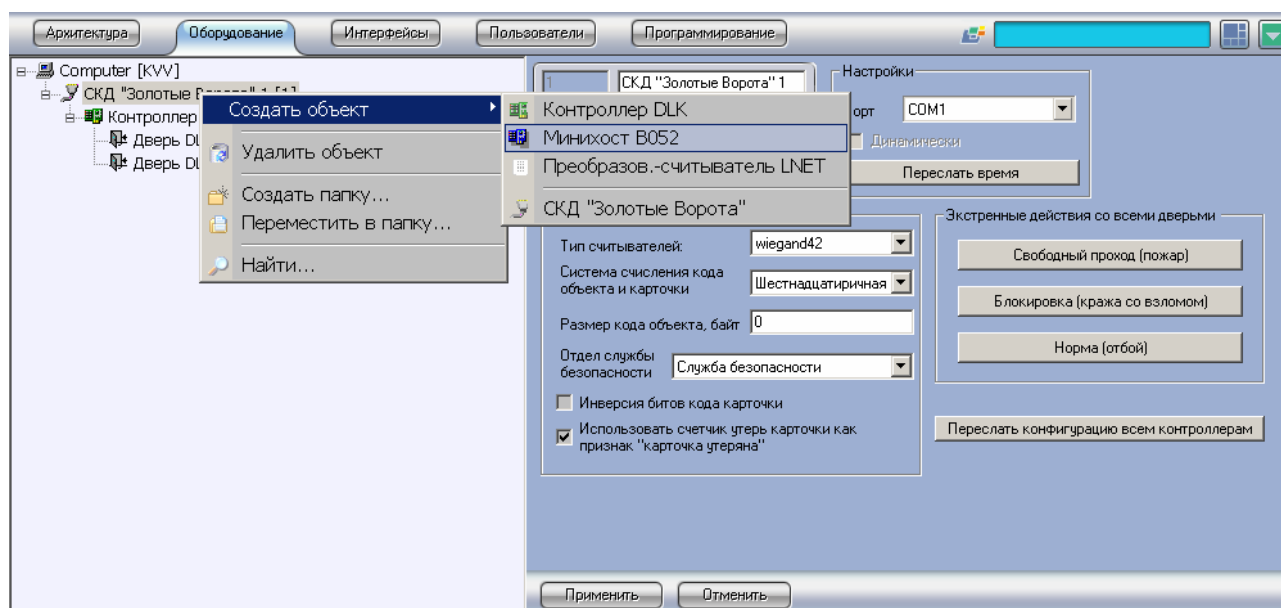 Архитектура Оборудование Интерфейсы Пользователи Программирование
Computer [KVV]
СКД "Золотые Ворота" 1 [1]
Контроллер
Дверь DL
Дверь DL
Создать объект
Удалить объект
Создать папку...
Переместить в папку...
Найти...
Контроллер DLK
Минихост B052
Преобразов.-считыватель LNET
СКД "Золотые Ворота"
1 СКД "Золотые Ворота" 1
Настройки
орт COM1
Динамически
Переслать время
Тип считывателей: wiegand42
Система счисления кода
объекта и карточки Шестнадцатиричная
Размер кода объекта, байт 0
Отдел службы
безопасности Служба безопасности
Инверсия битов кода карточки
Использовать счетчик утерь карточки как
признак "карточка утеряна"
Экстренные действия со всеми дверьми
Свободный проход (пожар)
Блокировка (кража со взломом)
Норма (отбой)
Переслать конфигурацию всем контроллерам
Применить Отменить